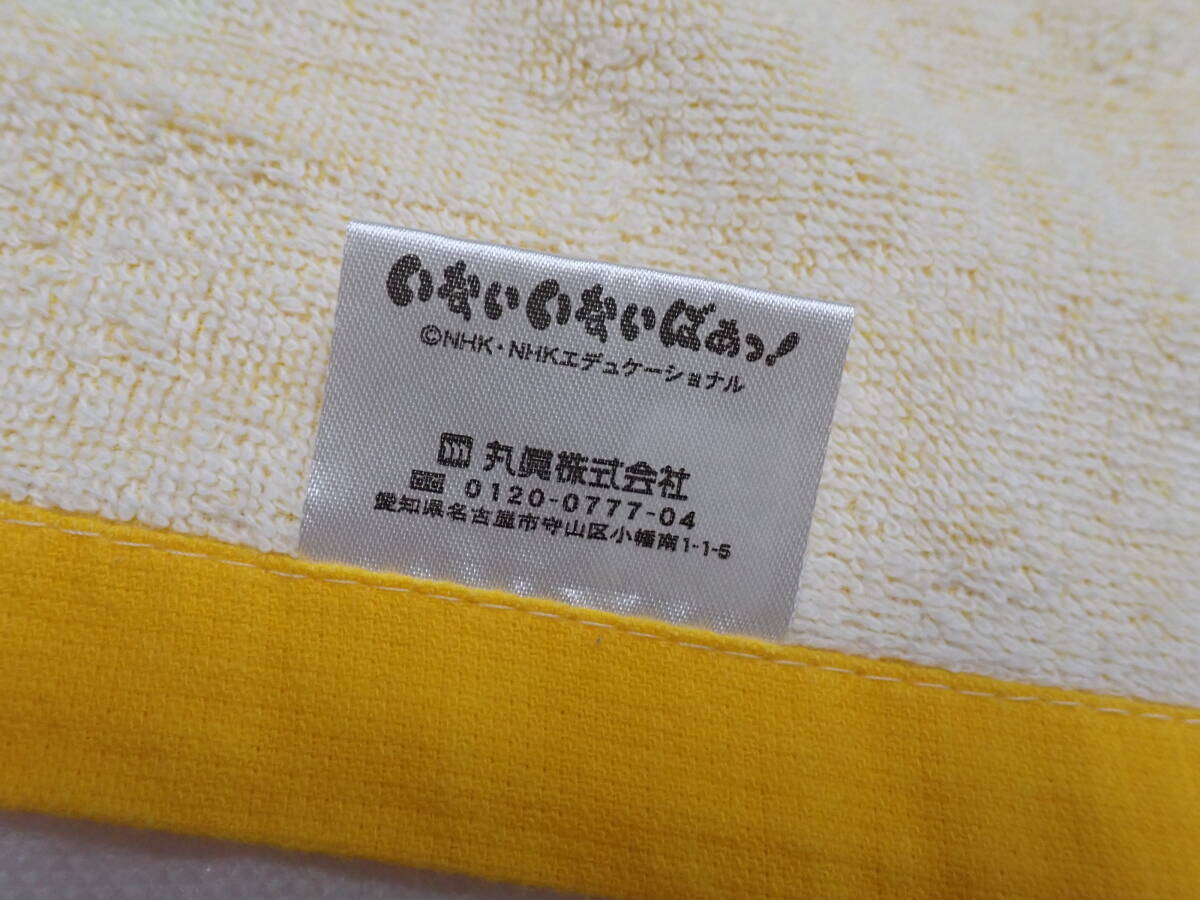 いないいないばあっ!
©NHK・NHKエデュケーショナル
丸眞株式会社
0120-0777-04
愛知県名古屋市守山区小幡南1-1-5